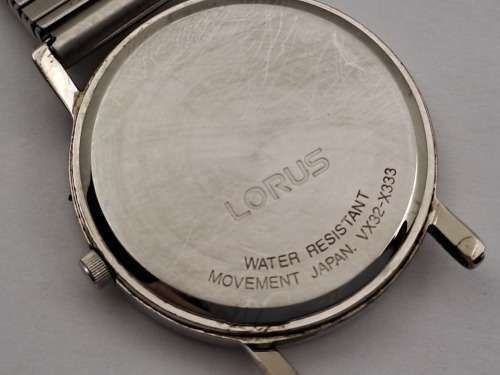 LORUS
WATER RESISTANT
MOVEMENT JAPAN. VX32-X333